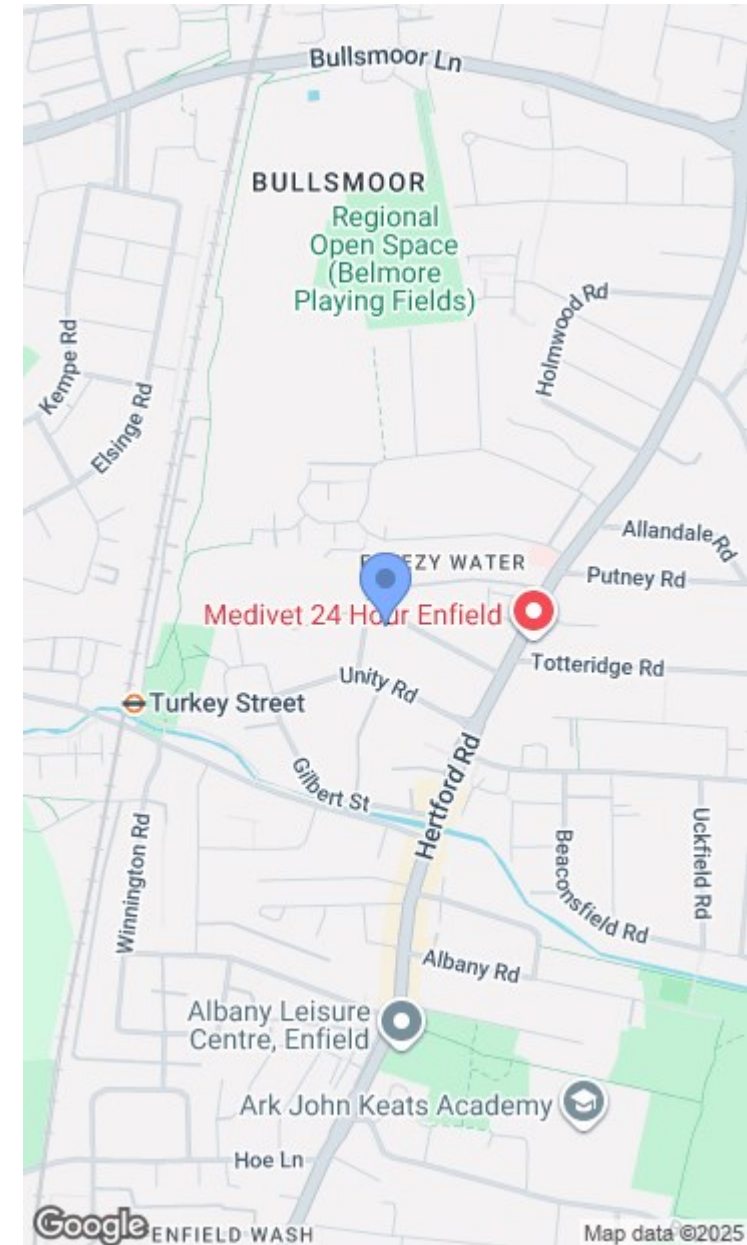 Bullsmoor Ln
BULLSMOOR
Regional
Open Space
(Belmore
Playing Fields)
Holmwood Rd
Kempe Rd
Elsinge Rd
Allandale Rd
WATER
Putney Rd
Medivet 24 Hour Enfield
Totteridge Rd
Unity Rd
Turkey Street
Gilbert St
Hertford Rd
Winnington Rd
Beaconsfield Rd
Uckfield Rd
Albany Rd
Albany Leisure
Centre, Enfield
Ark John Keats Academy
Hoe Ln
Google
ENFIELD WASH
Map data ©2025